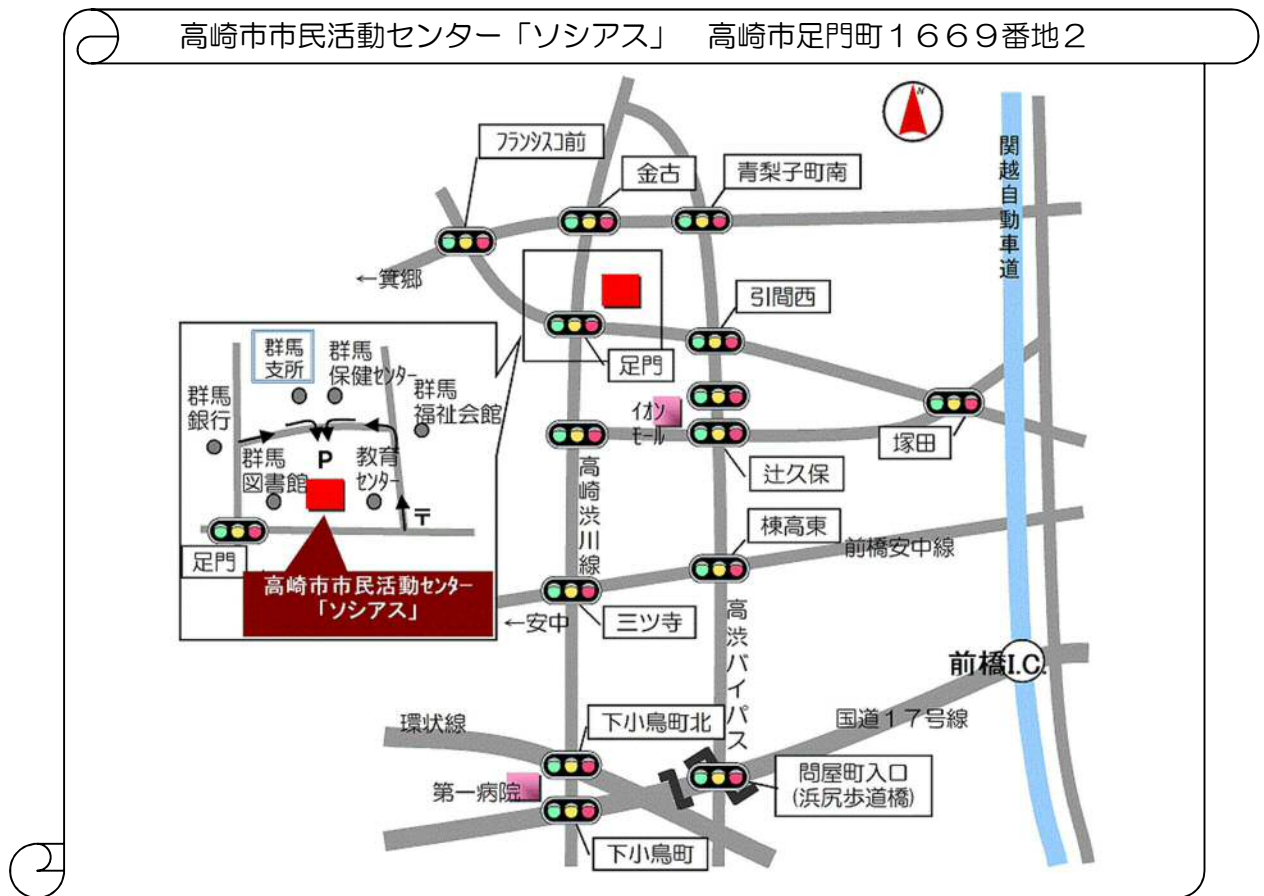 高崎市市民活動センター「ソシアス」　高崎市足門町１６６９番地２
N
フランシスコ前
金古
青梨子町南
関越自動車道
←箕郷
引間西
足門
群馬
支所
群馬
保健センター
群馬
銀行
群馬
福祉会館
イオン
モール
塚田
群馬
図書館
P
教育
センター
辻久保
〒
足門
高崎渋川線
棟高東
前橋安中線
高崎市市民活動センター
「ソシアス」
←安中
三ツ寺
高渋バイパス
前橋I.C.
環状線
下小鳥町北
国道１７号線
第一病院
問屋町入口
(浜尻歩道橋)
下小鳥町